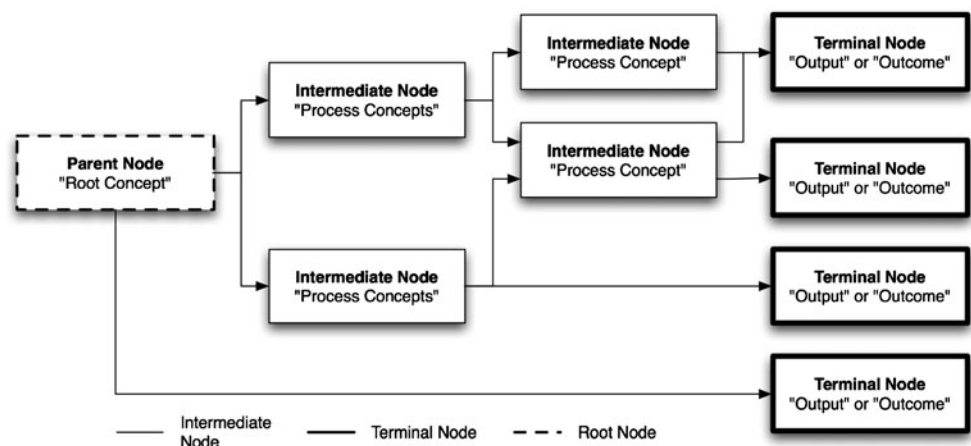 Intermediate Node
"Process Concept"
Terminal Node
"Output" or "Outcome"
Intermediate Node
"Process Concepts"
Intermediate Node
"Process Concept"
Parent Node
"Root Concept"
Terminal Node
"Output" or "Outcome"
Intermediate Node
"Process Concepts"
Terminal Node
"Output" or "Outcome"
Terminal Node
"Output" or "Outcome"
Intermediate
Node
Terminal Node
Root Node